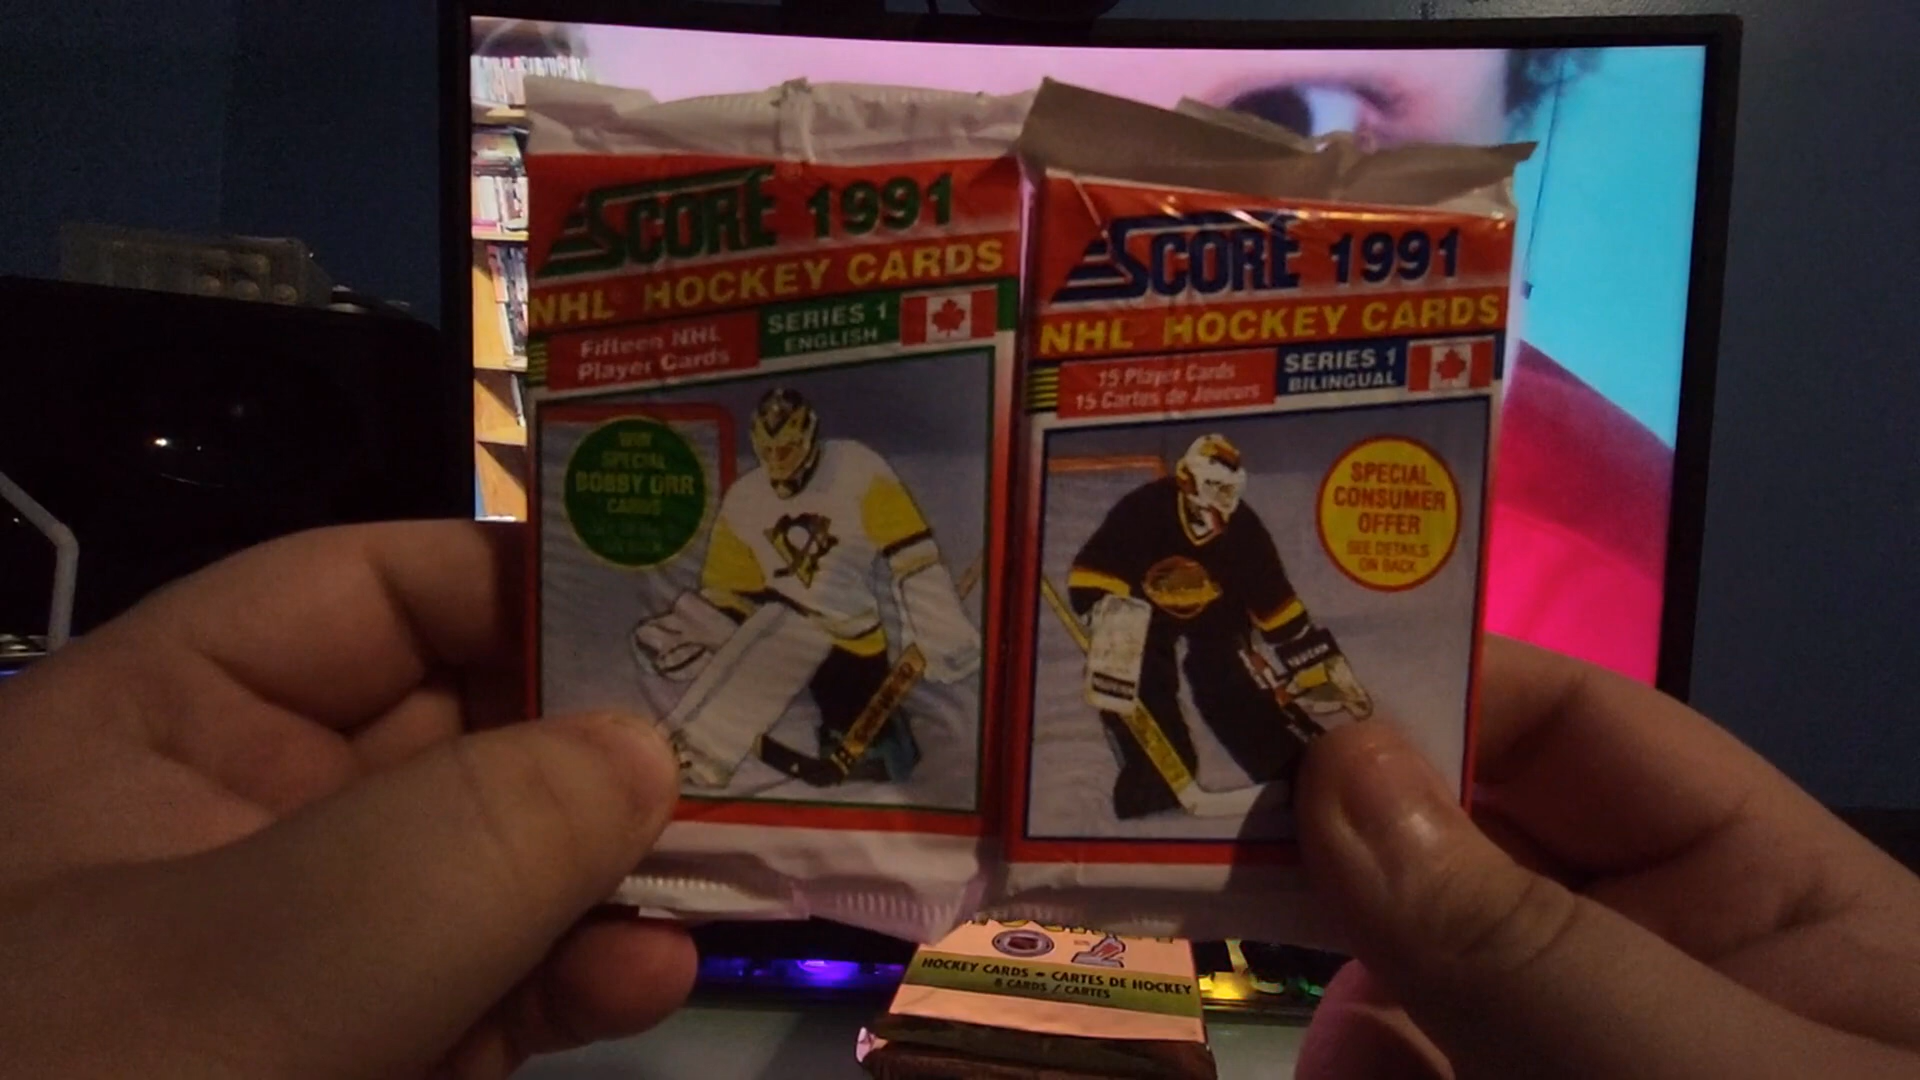 SCORE 1991
NHL HOCKEY CARDS
Fifteen NHL
Player Cards
SERIES 1
ENGLISH
WIN
SPECIAL
BOBBY ORR
CARDS
SCORE 1991
NHL HOCKEY CARDS
15 Player Cards
15 Cartes de Joueurs
SERIES 1
BILINGUAL
SPECIAL
CONSUMER
OFFER
SEE DETAILS
ON BACK
HOCKEY CARDS - CARTES DE HOCKEY
8 CARDS / CARTES